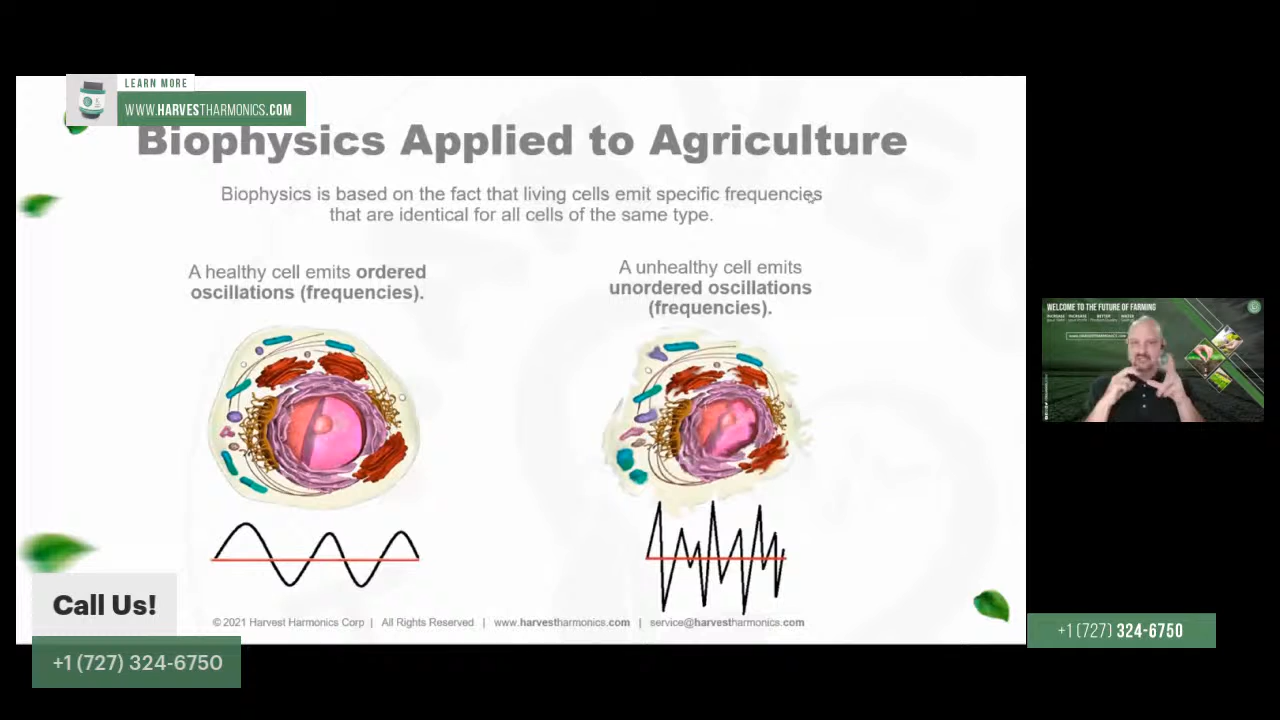 LEARN MORE
WWW.HARVESTHARMONICS.COM
Biophysics Applied to Agriculture
Biophysics is based on the fact that living cells emit specific frequencies
that are identical for all cells of the same type.
A healthy cell emits ordered
oscillations (frequencies).
A unhealthy cell emits
unordered oscillations
(frequencies).
WELCOME TO THE FUTURE OF FARMING
© 2021 Harvest Harmonics Corp | All Rights Reserved | www.harvestharmonics.com | service@harvestharmonics.com
Call Us!
+1 (727) 324-6750
+1 (727) 324-6750